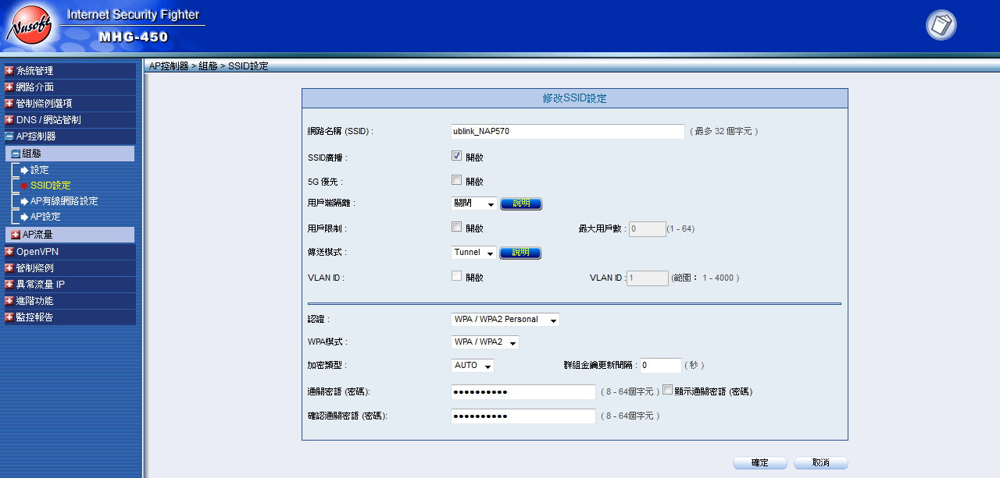 Nusoft
Internet Security Fighter
MHG-450
AP控制器 > 組態 > SSID設定
系統管理
網路介面
管制條例選項
DNS / 網站管制
AP控制器
組態
設定
SSID設定
AP有線網路設定
AP設定
AP流量
OpenVPN
管制條例
異常流量 IP
進階功能
監控報告
修改SSID設定
網路名稱 (SSID) : ublink_NAP570 ( 最多 32 個字元 )
SSID廣播 : 開啟
5G 優先 : 開啟
用戶端隔離 : 關閉 說明
用戶限制 : 開啟 最大用戶數 : 0 (1 - 64)
傳送模式 : Tunnel 說明
VLAN ID : 開啟 VLAN ID : 1 (範圍： 1 - 4000 )
認證 : WPA / WPA2 Personal
WPA模式 : WPA / WPA2
加密類型 : AUTO 群組金鑰更新間隔 : 0 ( 秒 )
通關密語 (密碼): ●●●●●●●●●● ( 8 - 64個字元 ) 顯示通關密語 (密碼)
確認通關密語 (密碼): ●●●●●●●●●● ( 8 - 64個字元 )
確定 取消